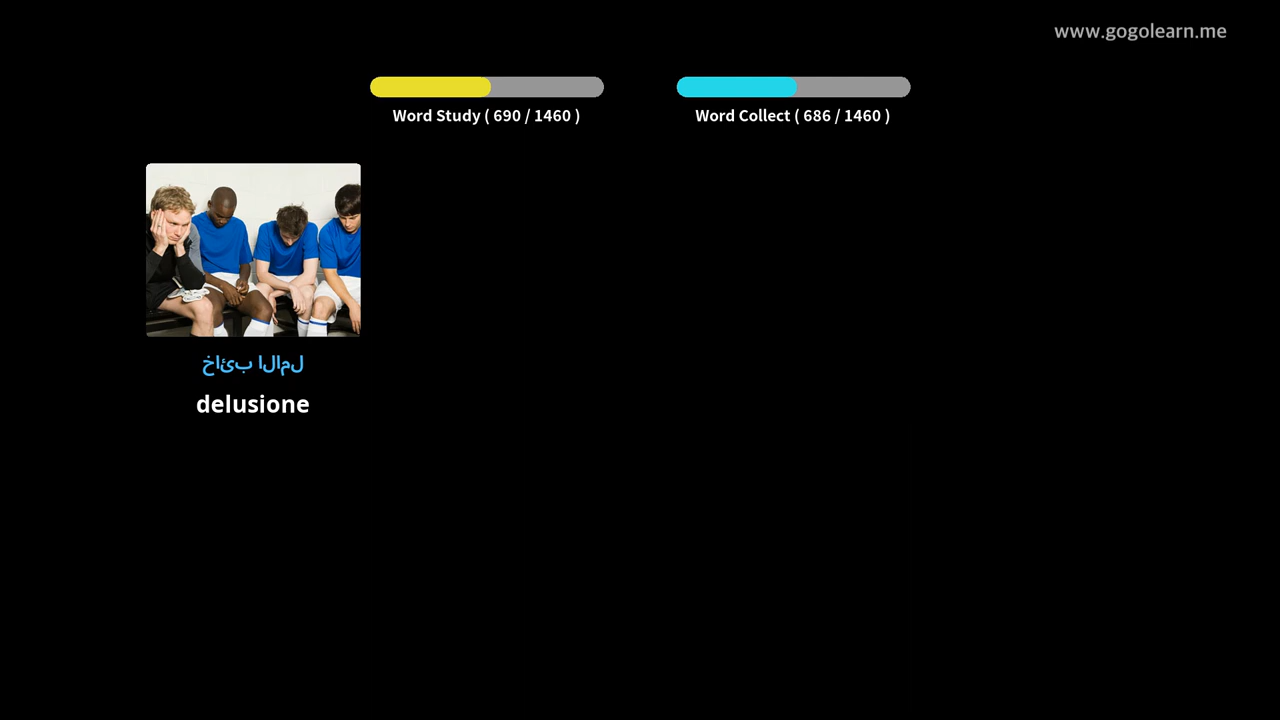 www.gogolearn.me
Word Study ( 690 / 1460 )
Word Collect ( 686 / 1460 )
خائب الامل
delusione